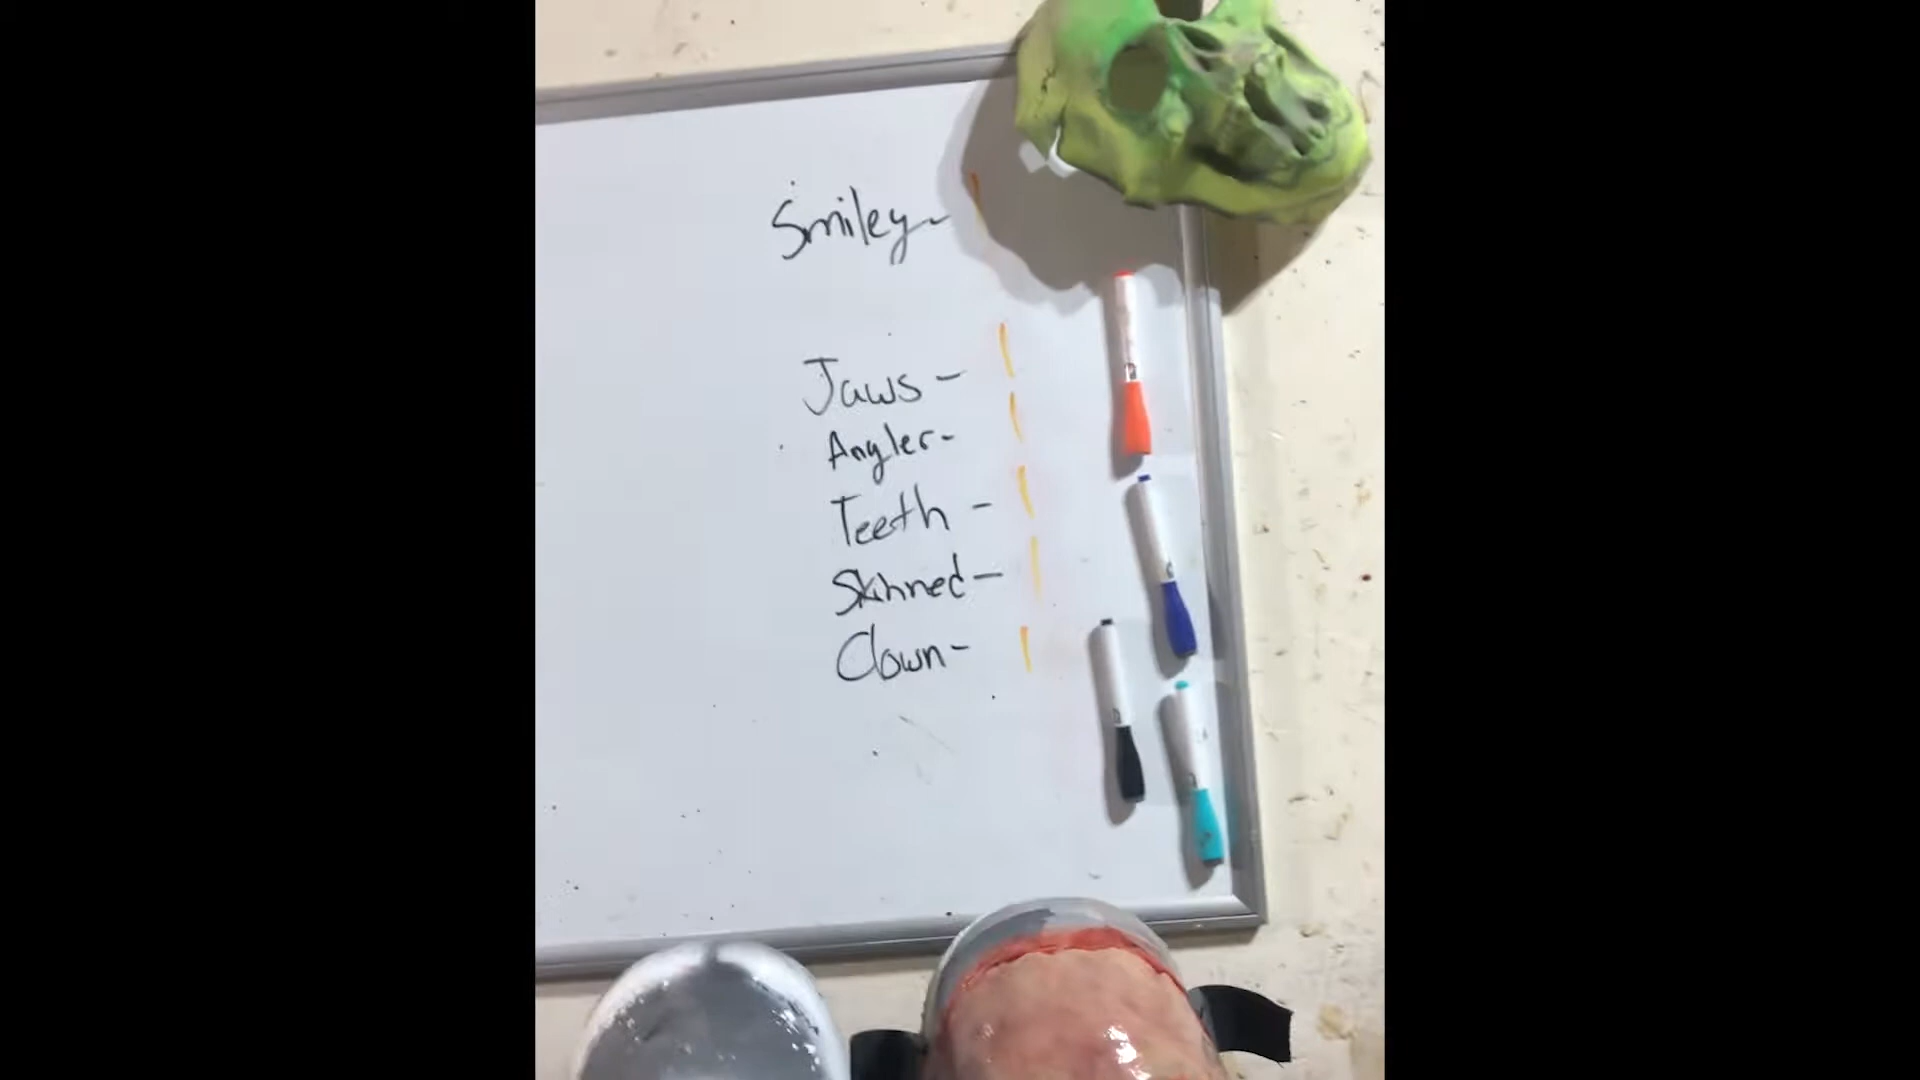 Smiley-  |
Jaws -  |
Angler-  |
Teeth -  |
Skinned -  |
Clown-  |